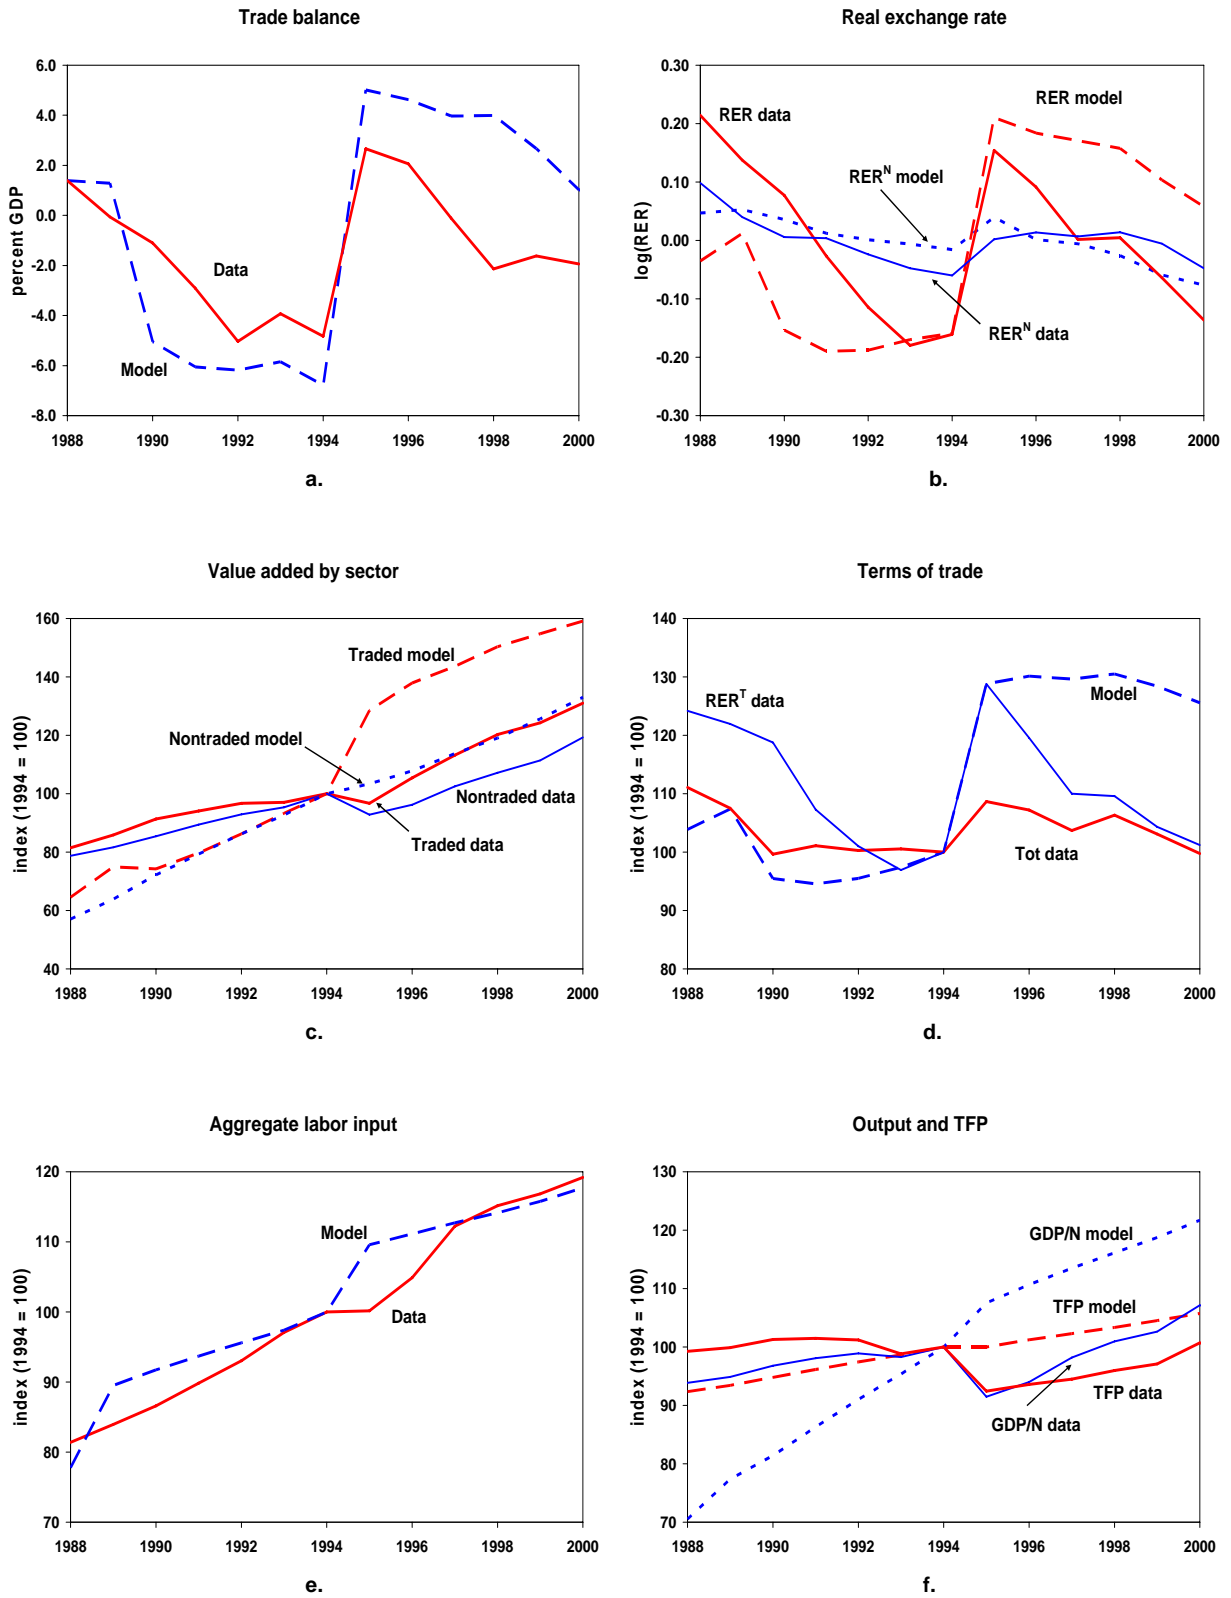 Trade balance
percent GDP
6.0
4.0
2.0
0.0
-2.0
-4.0
-6.0
-8.0
Data
Model
1988 1990 1992 1994 1996 1998 2000
a.
Real exchange rate
log(RER)
0.30
0.20
0.10
0.00
-0.10
-0.20
-0.30
RER data
RER model
RER^N model
RER^N data
1988 1990 1992 1994 1996 1998 2000
b.
Value added by sector
index (1994 = 100)
160
140
120
100
80
60
40
Traded model
Nontraded model
Nontraded data
Traded data
1988 1990 1992 1994 1996 1998 2000
c.
Terms of trade
index (1994 = 100)
140
130
120
110
100
90
80
RER^T data
Model
Tot data
1988 1990 1992 1994 1996 1998 2000
d.
Aggregate labor input
index (1994 = 100)
120
110
100
90
80
70
Model
Data
1988 1990 1992 1994 1996 1998 2000
e.
Output and TFP
index (1994 = 100)
130
120
110
100
90
80
70
GDP/N model
TFP model
TFP data
GDP/N data
1988 1990 1992 1994 1996 1998 2000
f.